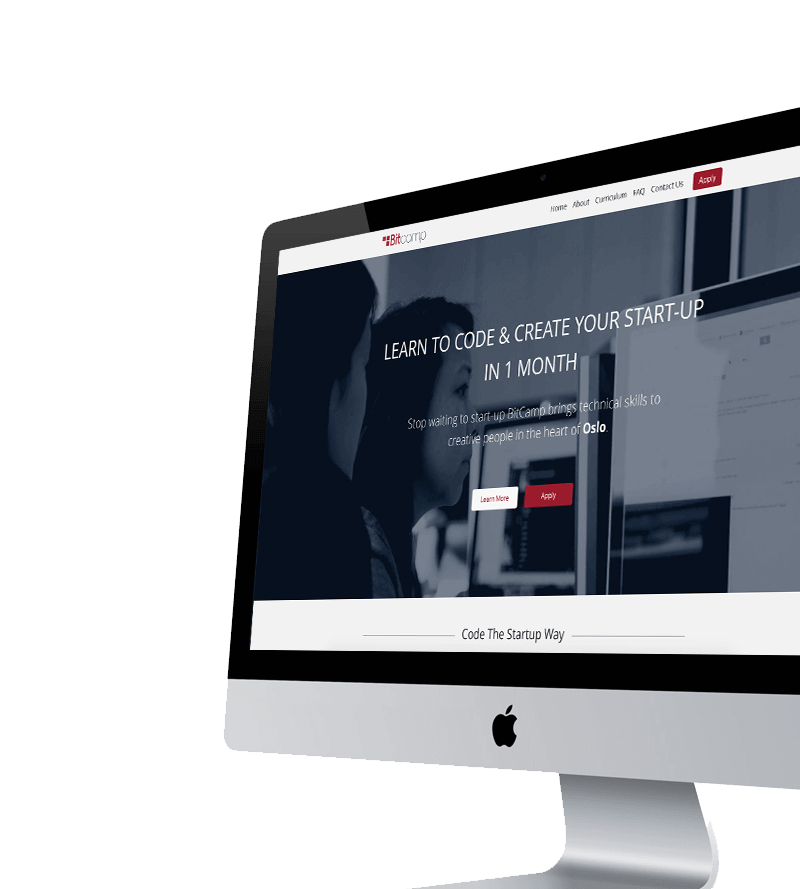 Bitcamp
Home About Curriculum FAQ Contact Us Apply
LEARN TO CODE & CREATE YOUR START-UP
IN 1 MONTH
Stop waiting to start-up BitCamp brings technical skills to
creative people in the heart of Oslo.
Learn More Apply
Code The Startup Way